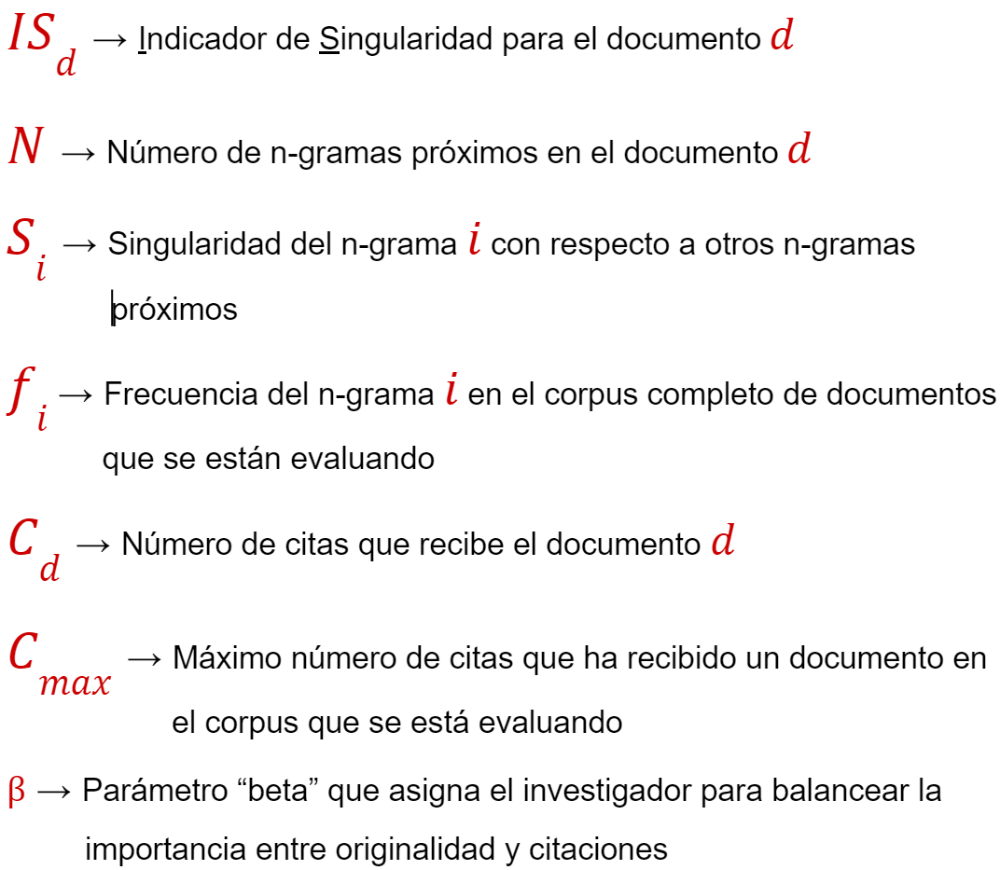 IS_d → Indicador de Singularidad para el documento d
N → Número de n-gramas próximos en el documento d
S_i → Singularidad del n-grama i con respecto a otros n-gramas
próximos
f_i → Frecuencia del n-grama i en el corpus completo de documentos
que se están evaluando
C_d → Número de citas que recibe el documento d
C_max → Máximo número de citas que ha recibido un documento en
el corpus que se está evaluando
β → Parámetro “beta” que asigna el investigador para balancear la
importancia entre originalidad y citaciones